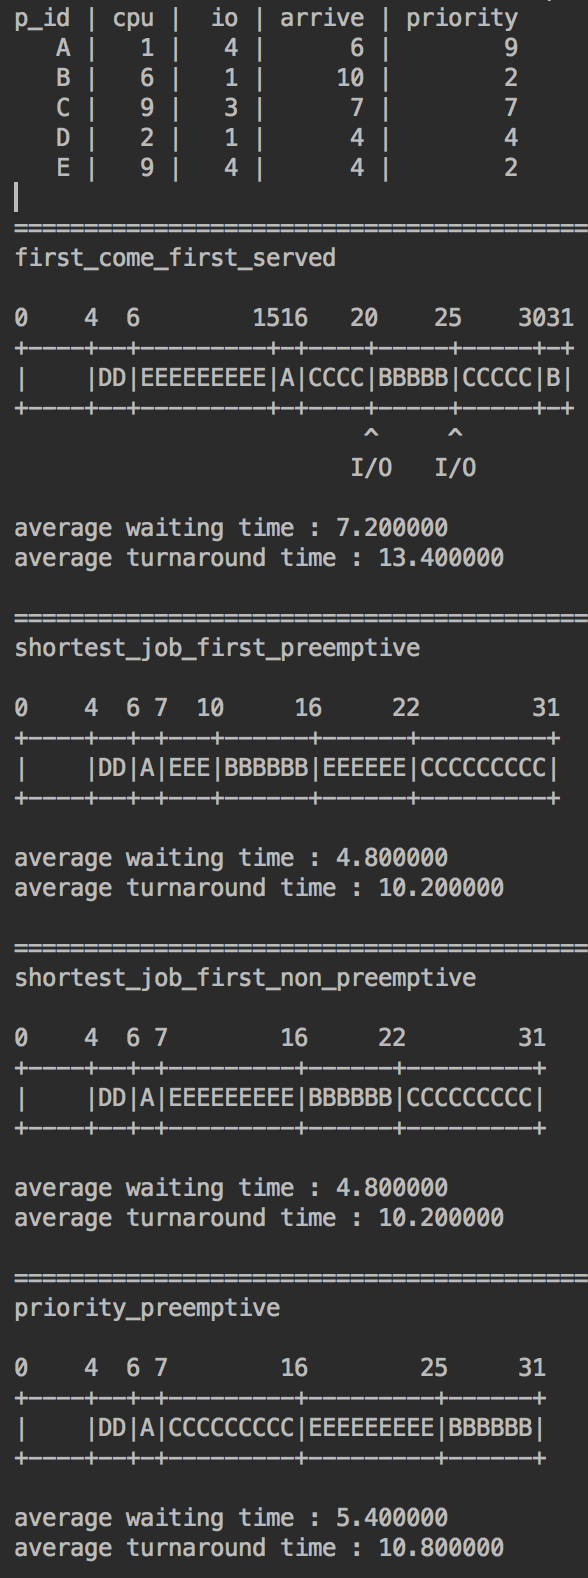 p_id | cpu |  io | arrive | priority
   A |   1 |   4 |      6 |        9
   B |   6 |   1 |     10 |        2
   C |   9 |   3 |      7 |        7
   D |   2 |   1 |      4 |        4
   E |   9 |   4 |      4 |        2
=========================================
first_come_first_served
0    4  6         1516   20    25    3031
+-----+--+---------+-+----+-----+-----+-+
|     |DD|EEEEEEEEE|A|CCCC|BBBBB|CCCCC|B|
+-----+--+---------+-+----+-----+-----+-+
                         ^     ^
                        I/O   I/O
average waiting time : 7.200000
average turnaround time : 13.400000
=========================================
shortest_job_first_preemptive
0    4  6 7  10     16     22        31
+-----+--+-+---+------+------+---------+
|     |DD|A|EEE|BBBBBB|EEEEEE|CCCCCCCCC|
+-----+--+-+---+------+------+---------+
average waiting time : 4.800000
average turnaround time : 10.200000
=========================================
shortest_job_first_non_preemptive
0    4  6 7        16     22        31
+-----+--+-+---------+------+---------+
|     |DD|A|EEEEEEEEE|BBBBBB|CCCCCCCCC|
+-----+--+-+---------+------+---------+
average waiting time : 4.800000
average turnaround time : 10.200000
=========================================
priority_preemptive
0    4  6 7        16        25     31
+-----+--+-+---------+---------+------+
|     |DD|A|CCCCCCCCC|EEEEEEEEE|BBBBBB|
+-----+--+-+---------+---------+------+
average waiting time : 5.400000
average turnaround time : 10.800000